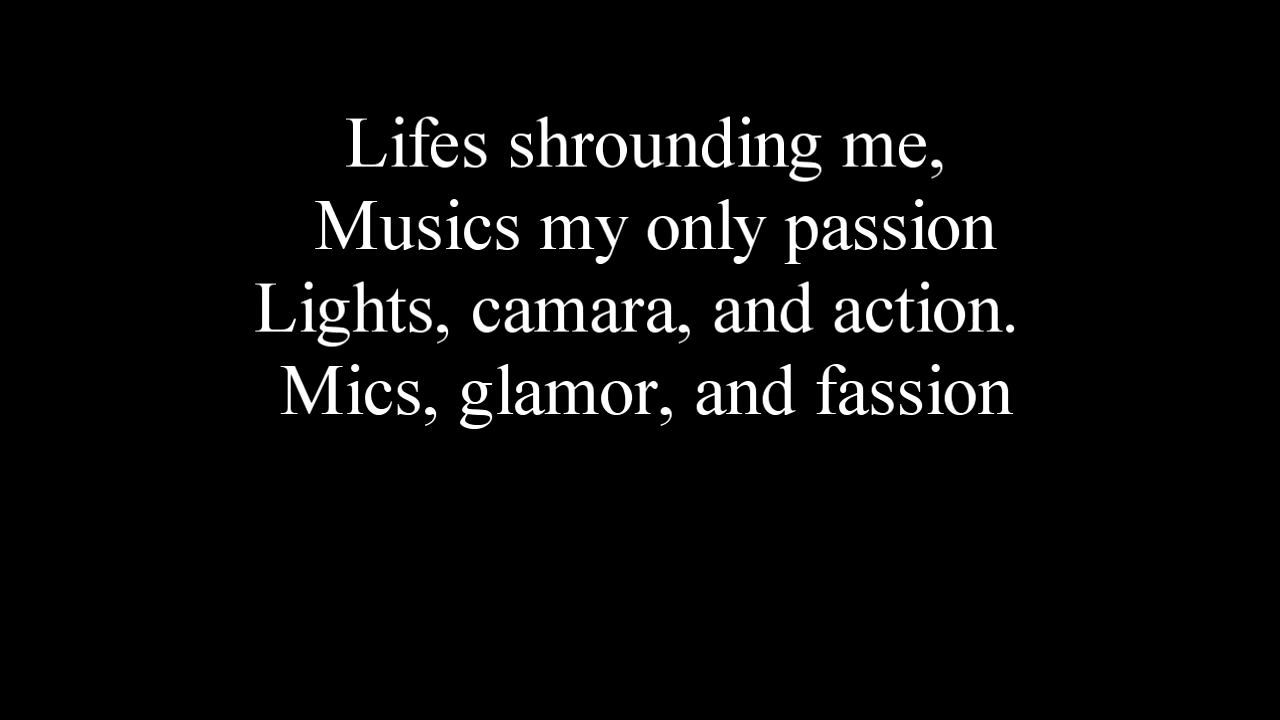 Lifes shrounding me,
Musics my only passion
Lights, camara, and action.
Mics, glamor, and fassion